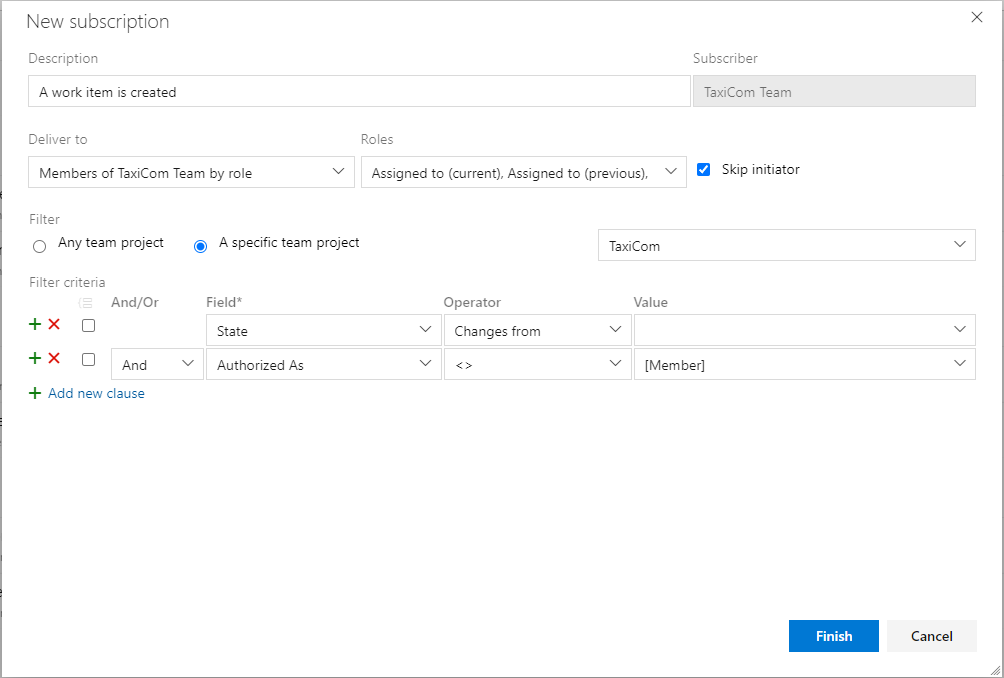 New subscription
Description Subscriber
A work item is created TaxiCom Team
Deliver to Roles
Members of TaxiCom Team by role Assigned to (current), Assigned to (previous), Skip initiator
Filter
Any team project A specific team project TaxiCom
Filter criteria
And/Or Field* Operator Value
State Changes from
And Authorized As <> [Member]
Add new clause
Finish Cancel